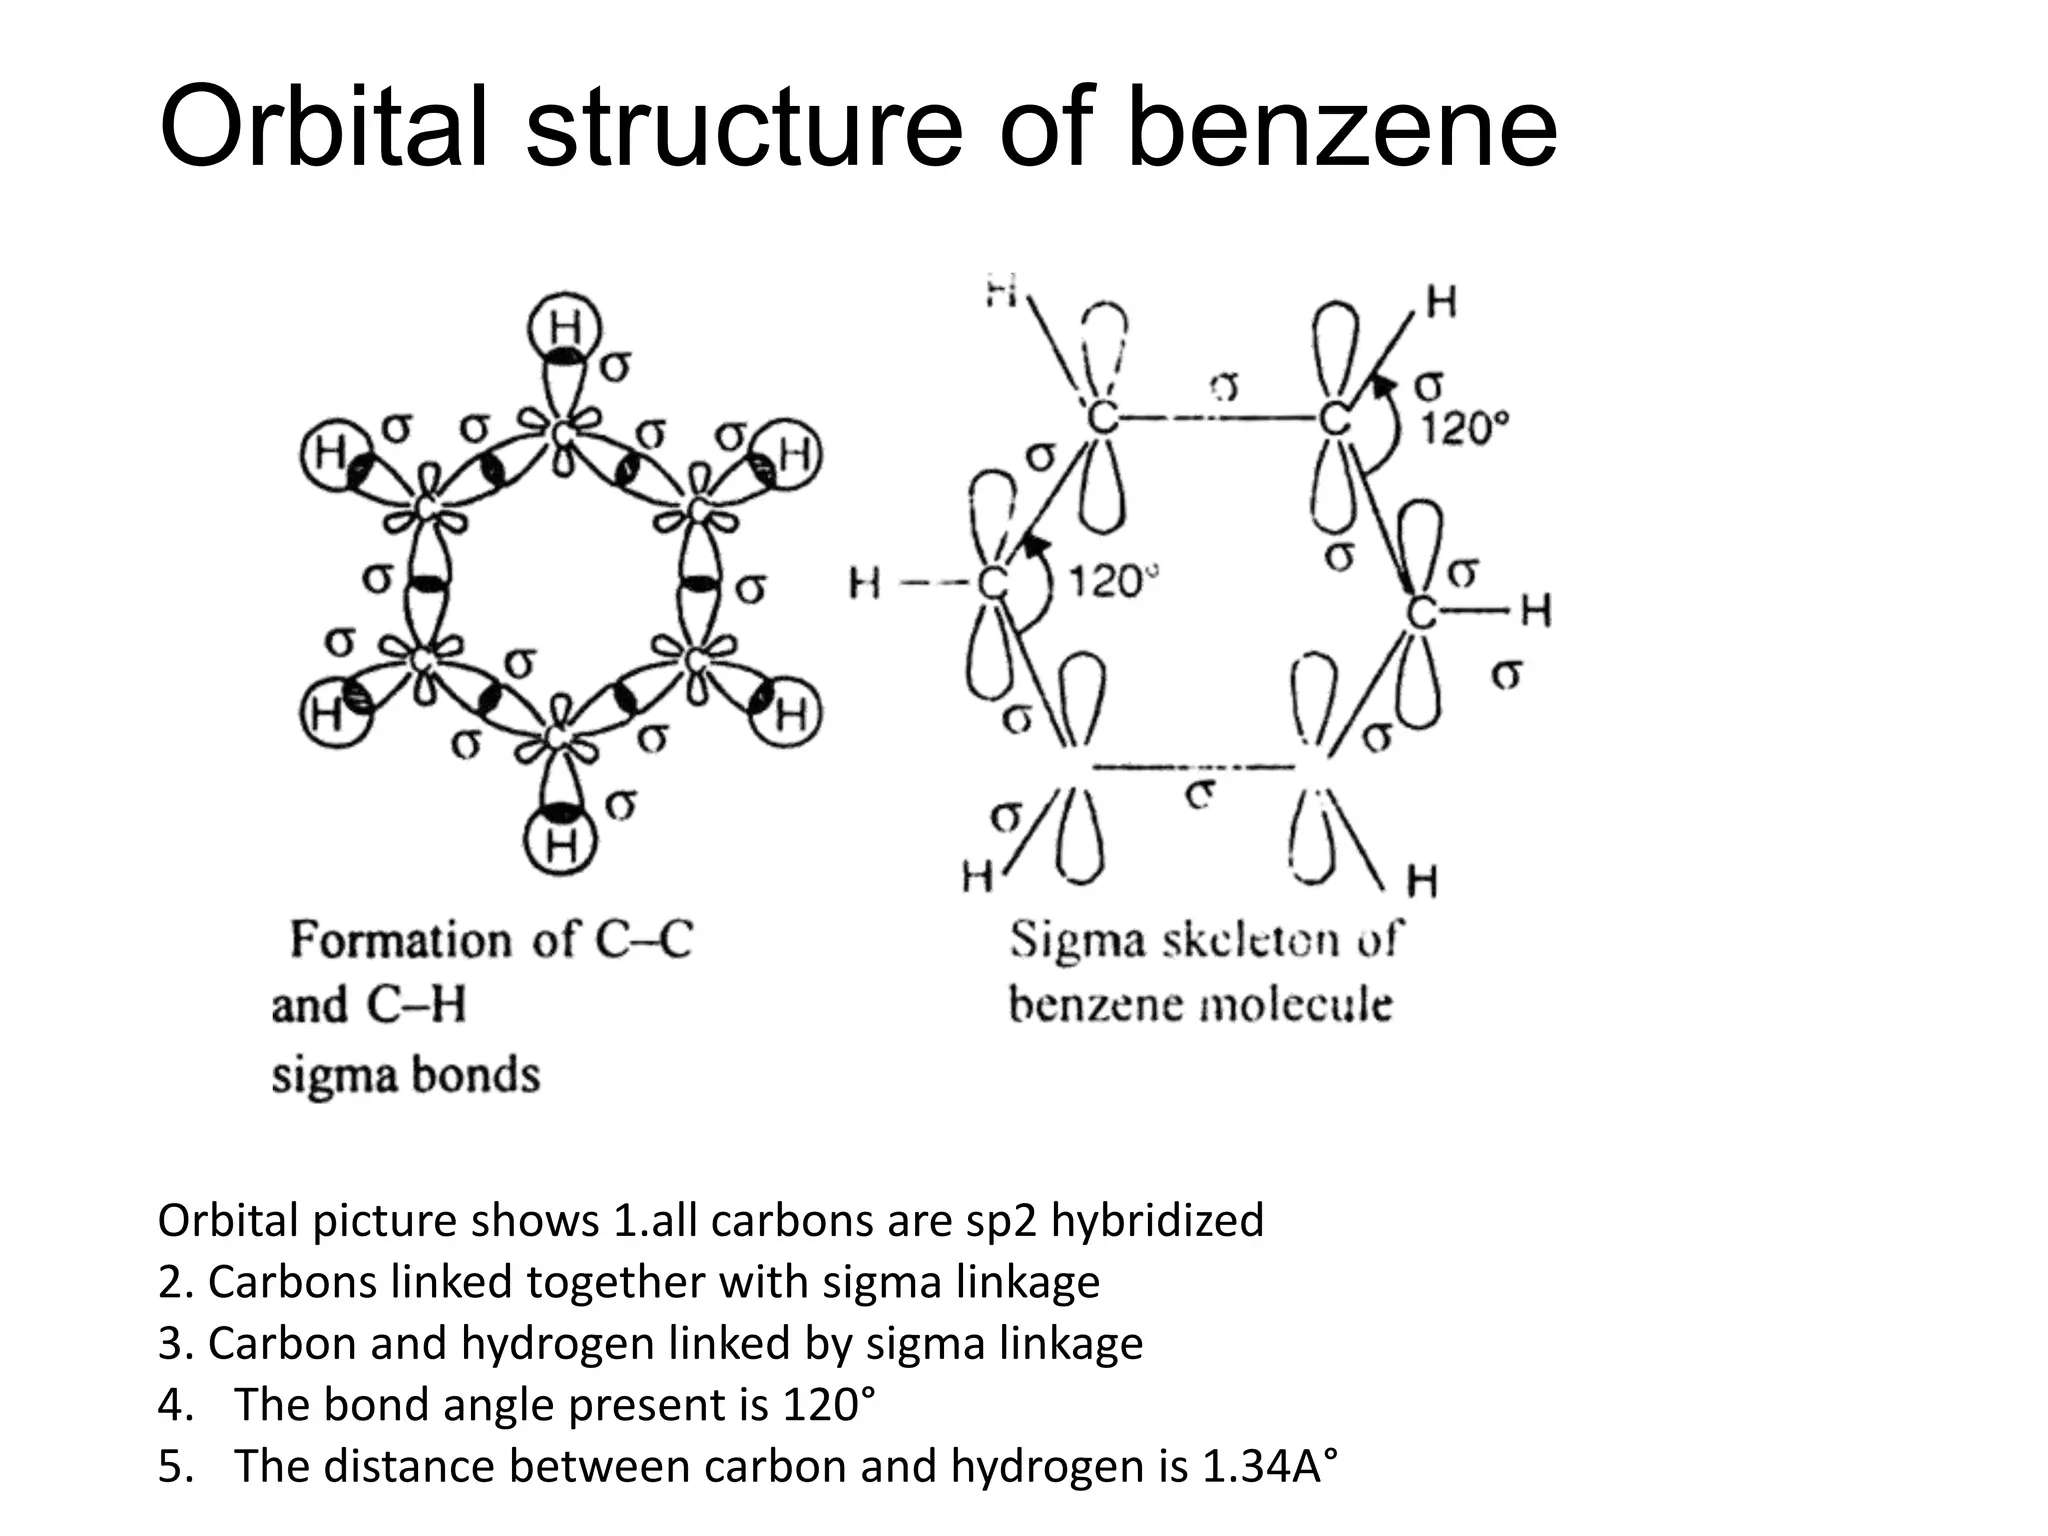 Orbital structure of benzene
H
σ
H σ σ C σ σ H
C C
σ σ
σ C σ C
H σ C σ H
σ
H
H H
C σ C σ
120°
σ
H C 120° σ σ
C H
σ σ σ
σ σ
H H
Formation of C–C
and C–H
sigma bonds
Sigma skeleton of
benzene molecule
Orbital picture shows 1.all carbons are sp2 hybridized
2. Carbons linked together with sigma linkage
3. Carbon and hydrogen linked by sigma linkage
4. The bond angle present is 120°
5. The distance between carbon and hydrogen is 1.34A°